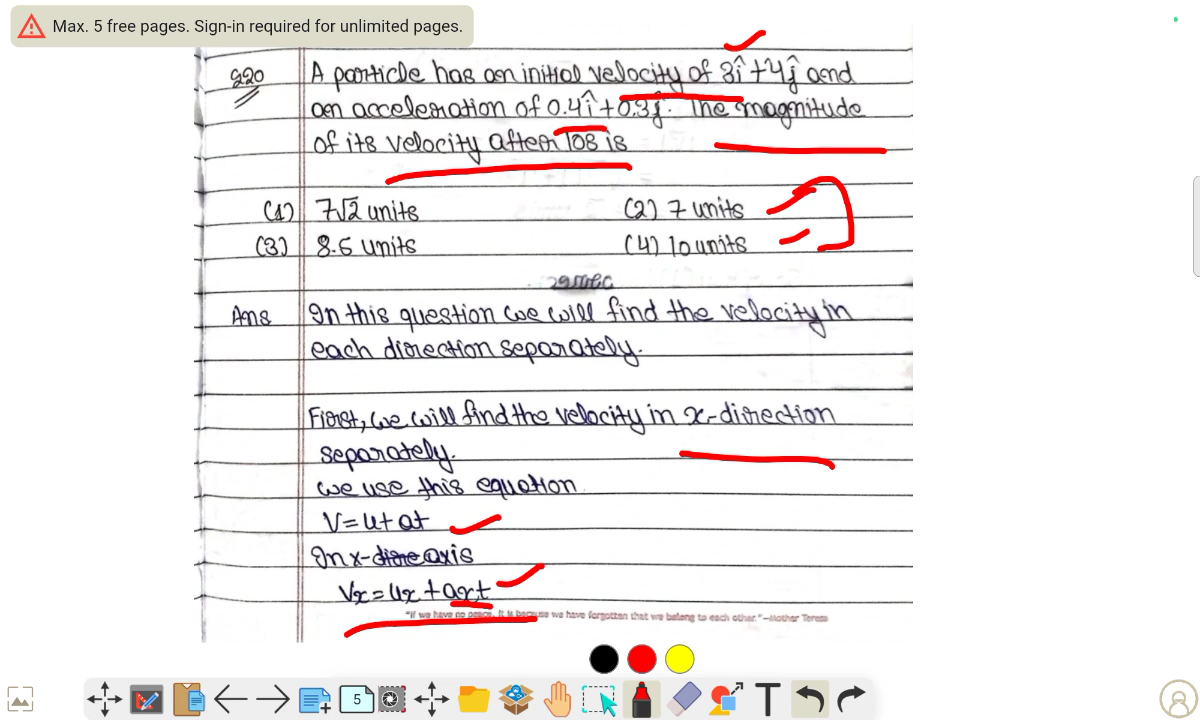 Max. 5 free pages. Sign-in required for unlimited pages.
A particle has an initial velocity of 3î+4ĵ and
an acceleration of 0.4î+0.3ĵ. The magnitude
of its velocity after 10s is
(1) 7√2 units (2) 7 units
(3) 8.5 units (4) 10 units
Ans In this question we will find the velocity in
each direction separately.
First, we will find the velocity in x-direction
separately.
we use this equation
V=u+at
In x- axis
Vx=ux+axt
"If we have no peace, it is because we have forgotten that we belong to each other."—Mother Teresa
5
T